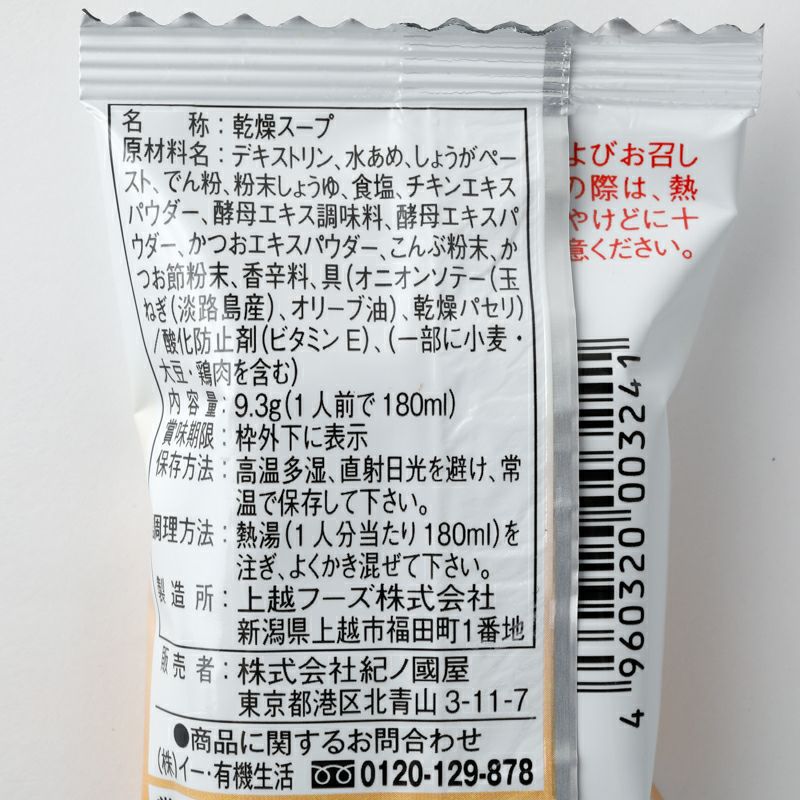 名 称：乾燥スープ
原材料名：デキストリン、水あめ、しょうがペー
スト、でん粉、粉末しょうゆ、食塩、チキンエキス
パウダー、酵母エキス調味料、酵母エキスパ
ウダー、かつおエキスパウダー、こんぶ粉末、か
つお節粉末、香辛料、具(オニオンソテー(玉
ねぎ(淡路島産)、オリーブ油)、乾燥パセリ)
/酸化防止剤(ビタミンE)、(一部に小麦・
大豆・鶏肉を含む)
内容量：9.3g(1人前で180ml)
賞味期限：枠外下に表示
保存方法：高温多湿、直射日光を避け、常
温で保存して下さい。
調理方法：熱湯(1人分当たり180ml)を
注ぎ、よくかき混ぜて下さい。
製造所：上越フーズ株式会社
新潟県上越市福田町1番地
販売者：株式会社紀ノ國屋
東京都港区北青山3-11-7
●商品に関するお問合わせ
(株)イー・有機生活 0120-129-878
よびお召し
の際は、熱
やけどに十
意ください。
4 960320 003241